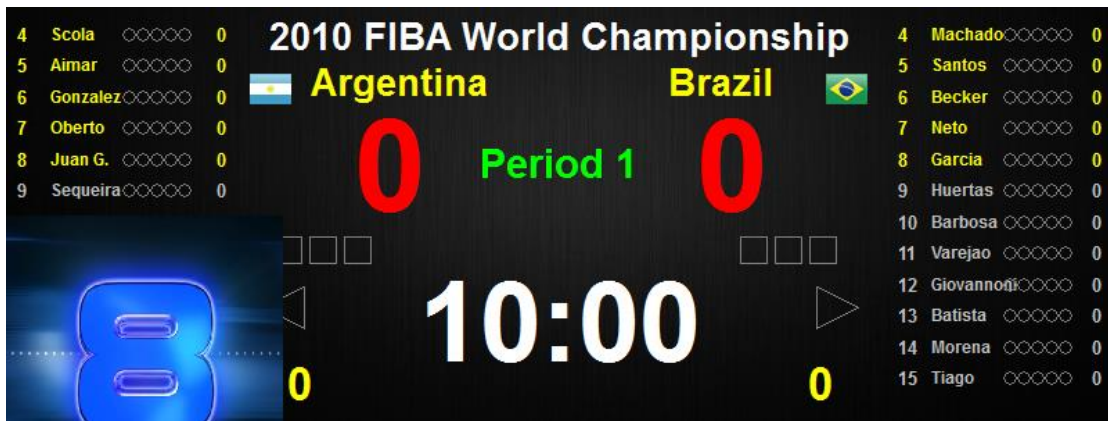 2010 FIBA World Championship
Argentina Brazil
0 Period 1 0
10:00
0 0
4 Scola 0
5 Aimar 0
6 Gonzalez 0
7 Oberto 0
8 Juan G. 0
9 Sequeira 0
8
4 Machado 0
5 Santos 0
6 Becker 0
7 Neto 0
8 Garcia 0
9 Huertas 0
10 Barbosa 0
11 Varejao 0
12 Giovannoni 0
13 Batista 0
14 Morena 0
15 Tiago 0